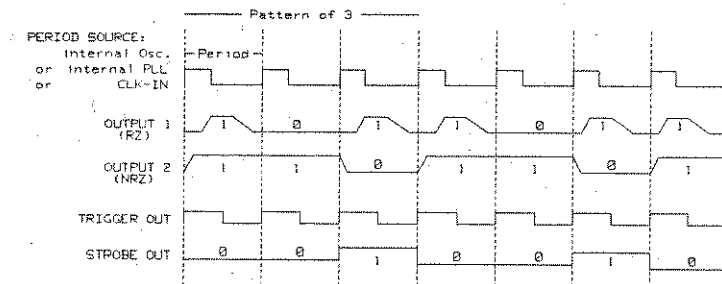 Pattern of 3
PERIOD SOURCE:
Internal Osc.
Period
or Internal PLL
or CLK-IN
OUTPUT 1
(RZ)
1 0 1 1 0 1 1
OUTPUT 2
(NRZ)
1 1 0 1 1 0 1
TRIGGER OUT
STROBE OUT
0 0 1 0 0 1 0